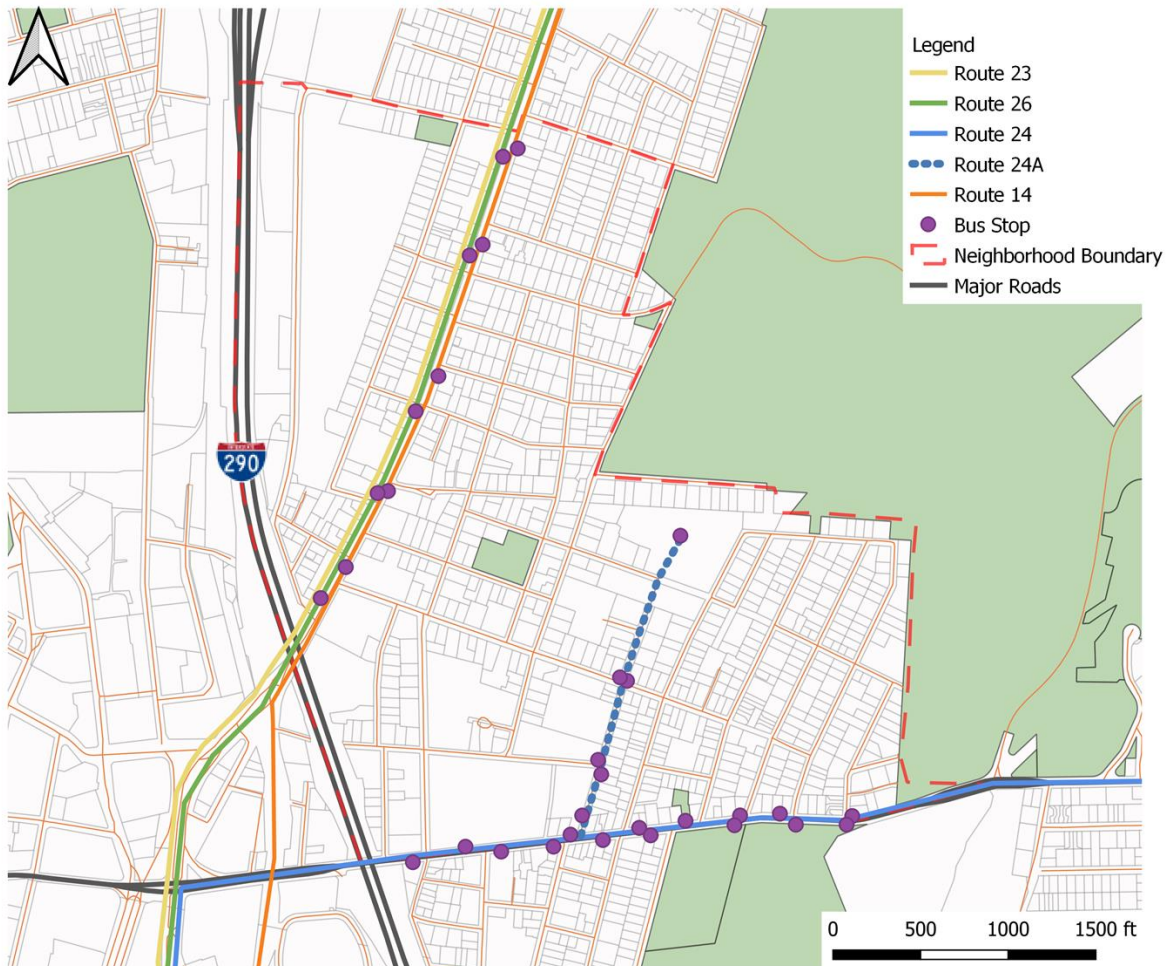 Legend
Route 23
Route 26
Route 24
Route 24A
Route 14
Bus Stop
Neighborhood Boundary
Major Roads
290
0 500 1000 1500 ft